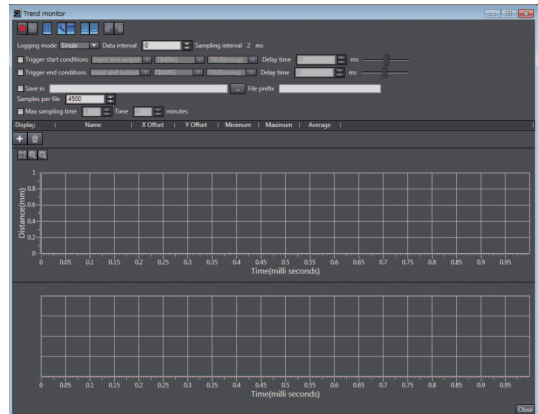 Trend monitor
Logging mode Single Data interval 0 Sampling interval 2 ms
Trigger start conditions Input and output TIMING TRUE(rising) Delay time ms
Trigger end conditions Input and output TIMING TRUE(rising) Delay time ms
Save in ... File prefix
Samples per file 4500
Max sampling time Time minutes
Display Name X Offset Y Offset Minimum Maximum Average
Distance(mm)
1
0.8
0.6
0.4
0.2
0
0 0.05 0.1 0.15 0.2 0.25 0.3 0.35 0.4 0.45 0.5 0.55 0.6 0.65 0.7 0.75 0.8 0.85 0.9 0.95
Time(milli seconds)
0 0.05 0.1 0.15 0.2 0.25 0.3 0.35 0.4 0.45 0.5 0.55 0.6 0.65 0.7 0.75 0.8 0.85 0.9 0.95
Time(milli seconds)
Close